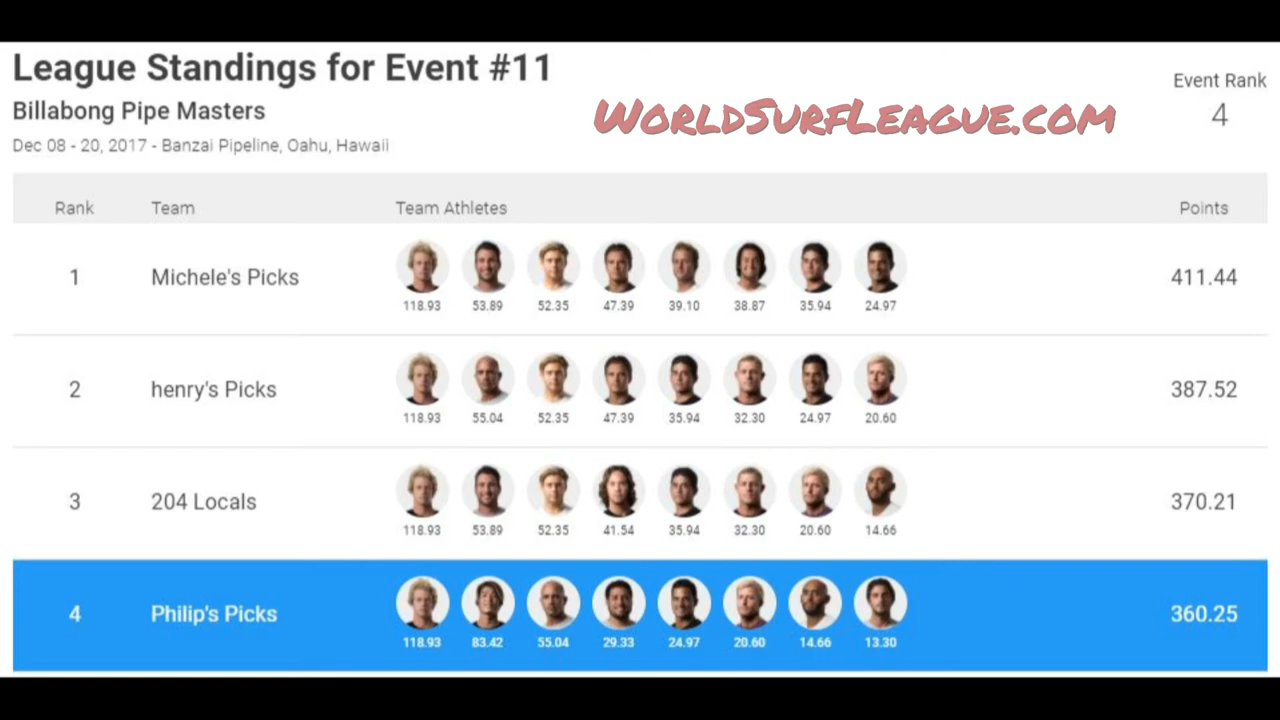 League Standings for Event #11
Billabong Pipe Masters
Dec 08 - 20, 2017 - Banzai Pipeline, Oahu, Hawaii
WorldSurfLeague.com
Event Rank
4
Rank Team Team Athletes Points
1 Michele's Picks 411.44
118.93 53.89 52.35 47.39 39.10 38.87 35.94 24.97
2 henry's Picks 387.52
118.93 55.04 52.35 47.39 35.94 32.30 24.97 20.60
3 204 Locals 370.21
118.93 53.89 52.35 41.54 35.94 32.30 20.60 14.66
4 Philip's Picks 360.25
118.93 83.42 55.04 29.33 24.97 20.60 14.66 13.30